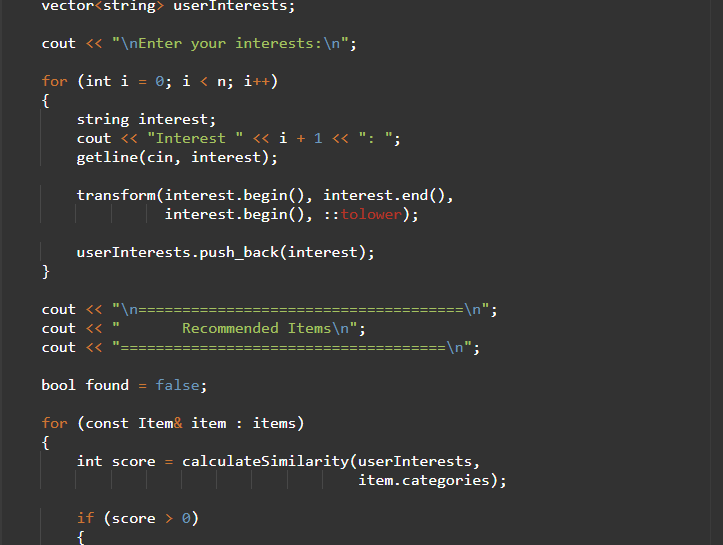 vector<string> userInterests;
cout << "\nEnter your interests:\n";
for (int i = 0; i < n; i++)
{
string interest;
cout << "Interest " << i + 1 << ": ";
getline(cin, interest);
transform(interest.begin(), interest.end(),
interest.begin(), ::tolower);
userInterests.push_back(interest);
}
cout << "\n=====================================\n";
cout << "       Recommended Items\n";
cout << "=====================================\n";
bool found = false;
for (const Item& item : items)
{
int score = calculateSimilarity(userInterests,
item.categories);
if (score > 0)
{